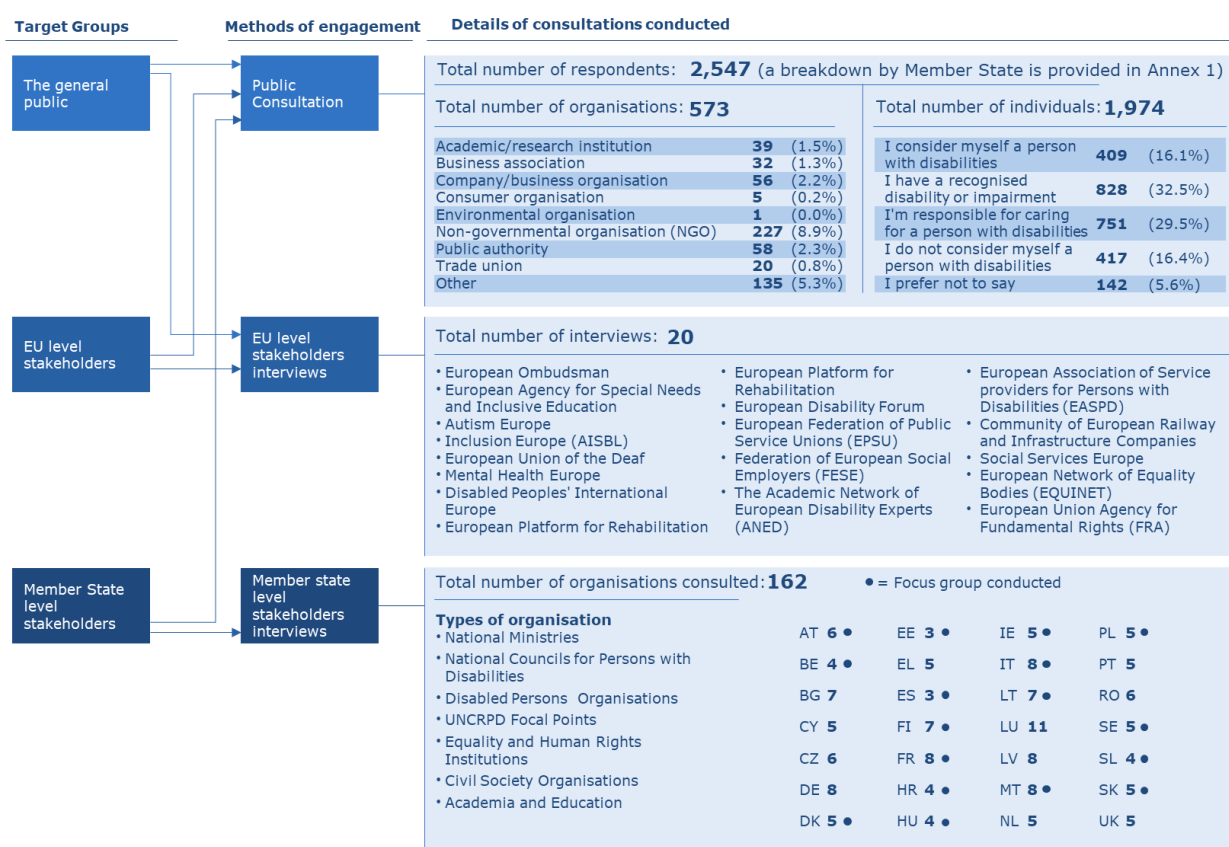 Target Groups
Methods of engagement
Details of consultations conducted
The general
public
Public
Consultation
Total number of respondents: 2,547 (a breakdown by Member State is provided in Annex 1)
Total number of organisations: 573
Academic/research institution 39 (1.5%)
Business association 32 (1.3%)
Company/business organisation 56 (2.2%)
Consumer organisation 5 (0.2%)
Environmental organisation 1 (0.0%)
Non-governmental organisation (NGO) 227 (8.9%)
Public authority 58 (2.3%)
Trade union 20 (0.8%)
Other 135 (5.3%)
Total number of individuals: 1,974
I consider myself a person
with disabilities 409 (16.1%)
I have a recognised
disability or impairment 828 (32.5%)
I'm responsible for caring
for a person with disabilities 751 (29.5%)
I do not consider myself a
person with disabilities 417 (16.4%)
I prefer not to say 142 (5.6%)
EU level
stakeholders
EU level
stakeholders
interviews
Total number of interviews: 20
• European Ombudsman
• European Agency for Special Needs
and Inclusive Education
• Autism Europe
• Inclusion Europe (AISBL)
• European Union of the Deaf
• Mental Health Europe
• Disabled Peoples' International
Europe
• European Platform for Rehabilitation
• European Platform for
Rehabilitation
• European Disability Forum
• European Federation of Public
Service Unions (EPSU)
• Federation of European Social
Employers (FESE)
• The Academic Network of
European Disability Experts
(ANED)
• European Association of Service
providers for Persons with
Disabilities (EASPD)
• Community of European Railway
and Infrastructure Companies
• Social Services Europe
• European Network of Equality
Bodies (EQUINET)
• European Union Agency for
Fundamental Rights (FRA)
Member State
level
stakeholders
Member state
level
stakeholders
interviews
Total number of organisations consulted: 162
● = Focus group conducted
Types of organisation
• National Ministries
• National Councils for Persons with
Disabilities
• Disabled Persons Organisations
• UNCRPD Focal Points
• Equality and Human Rights
Institutions
• Civil Society Organisations
• Academia and Education
AT 6 ● EE 3 ● IE 5 ● PL 5 ●
BE 4 ● EL 5 IT 8 ● PT 5
BG 7 ES 3 ● LT 7 ● RO 6
CY 5 FI 7 ● LU 11 SE 5 ●
CZ 6 FR 8 ● LV 8 SL 4 ●
DE 8 HR 4 ● MT 8 ● SK 5 ●
DK 5 ● HU 4 ● NL 5 UK 5